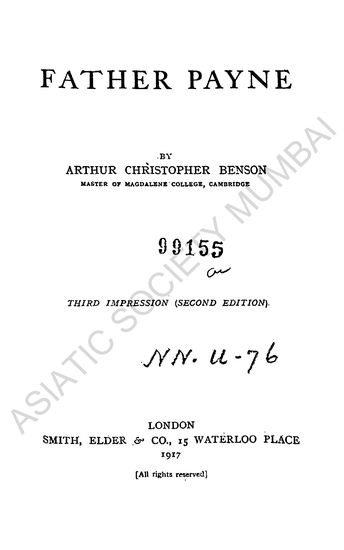 FATHER PAYNE
BY
ARTHUR CHRISTOPHER BENSON
MASTER OF MAGDALENE COLLEGE, CAMBRIDGE
99155
THIRD IMPRESSION (SECOND EDITION).
NN. U-76
LONDON
SMITH, ELDER & CO., 15 WATERLOO PLACE
1917
[All rights reserved]
ASIATIC SOCIETY MUMBAI